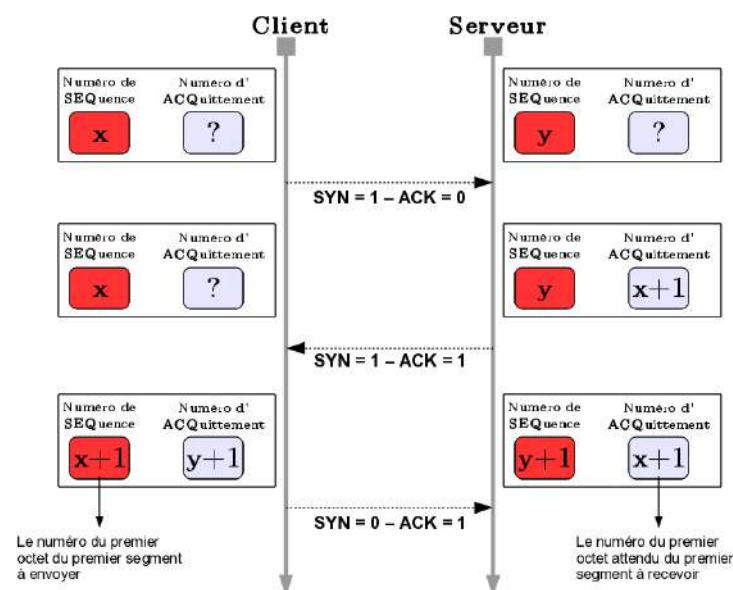 Client
Serveur
Numéro de
SEQuence
Numéro d'
ACQuittement
x
?
Numéro de
SEQuence
Numéro d'
ACQuittement
y
?
SYN = 1 – ACK = 0
Numéro de
SEQuence
Numéro d'
ACQuittement
x
?
Numéro de
SEQuence
Numéro d'
ACQuittement
y
x+1
SYN = 1 – ACK = 1
Numéro de
SEQuence
Numéro d'
ACQuittement
x+1
y+1
Numéro de
SEQuence
Numéro d'
ACQuittement
y+1
x+1
SYN = 0 – ACK = 1
Le numéro du premier
octet du premier segment
à envoyer
Le numéro du premier
octet attendu du premier
segment à recevoir